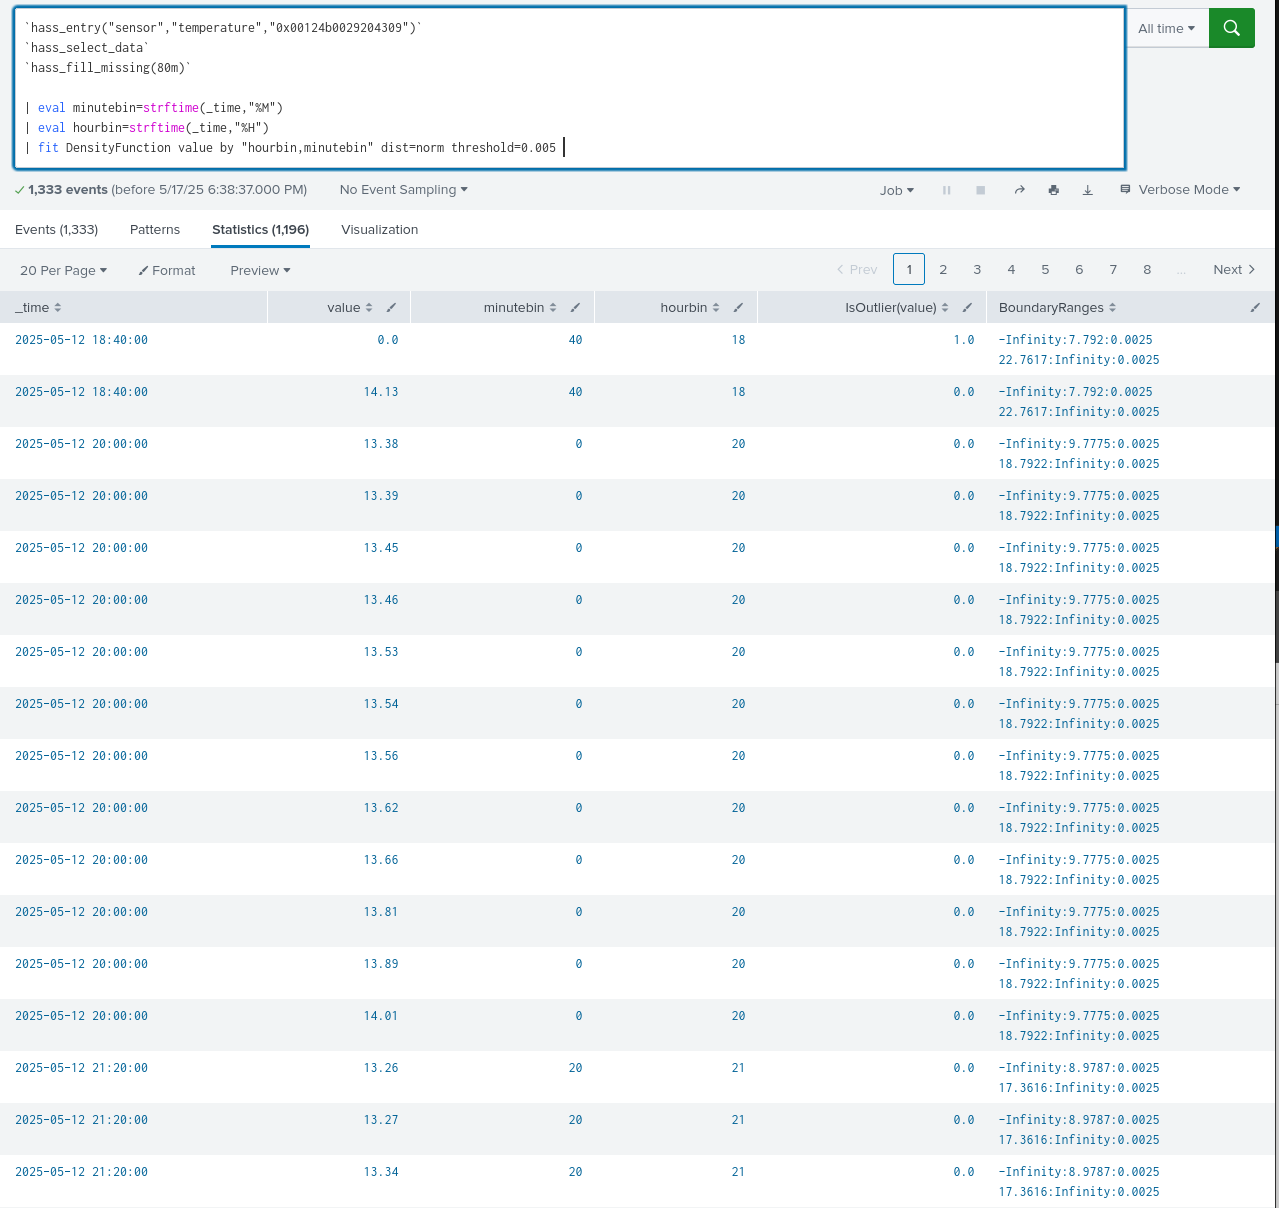 `hass_entry("sensor","temperature","0x00124b0029204309")`
`hass_select_data`
`hass_fill_missing(80m)`
| eval minutebin=strftime(_time,"%M")
| eval hourbin=strftime(_time,"%H")
| fit DensityFunction value by "hourbin,minutebin" dist=norm threshold=0.005
All time
1,333 events (before 5/17/25 6:38:37.000 PM) No Event Sampling Job Verbose Mode
Events (1,333) Patterns Statistics (1,196) Visualization
20 Per Page Format Preview < Prev 1 2 3 4 5 6 7 8 ... Next >
_time value minutebin hourbin IsOutlier(value) BoundaryRanges
2025-05-12 18:40:00 0.0 40 18 1.0 -Infinity:7.792:0.0025
22.7617:Infinity:0.0025
2025-05-12 18:40:00 14.13 40 18 0.0 -Infinity:7.792:0.0025
22.7617:Infinity:0.0025
2025-05-12 20:00:00 13.38 0 20 0.0 -Infinity:9.7775:0.0025
18.7922:Infinity:0.0025
2025-05-12 20:00:00 13.39 0 20 0.0 -Infinity:9.7775:0.0025
18.7922:Infinity:0.0025
2025-05-12 20:00:00 13.45 0 20 0.0 -Infinity:9.7775:0.0025
18.7922:Infinity:0.0025
2025-05-12 20:00:00 13.46 0 20 0.0 -Infinity:9.7775:0.0025
18.7922:Infinity:0.0025
2025-05-12 20:00:00 13.53 0 20 0.0 -Infinity:9.7775:0.0025
18.7922:Infinity:0.0025
2025-05-12 20:00:00 13.54 0 20 0.0 -Infinity:9.7775:0.0025
18.7922:Infinity:0.0025
2025-05-12 20:00:00 13.56 0 20 0.0 -Infinity:9.7775:0.0025
18.7922:Infinity:0.0025
2025-05-12 20:00:00 13.62 0 20 0.0 -Infinity:9.7775:0.0025
18.7922:Infinity:0.0025
2025-05-12 20:00:00 13.66 0 20 0.0 -Infinity:9.7775:0.0025
18.7922:Infinity:0.0025
2025-05-12 20:00:00 13.81 0 20 0.0 -Infinity:9.7775:0.0025
18.7922:Infinity:0.0025
2025-05-12 20:00:00 13.89 0 20 0.0 -Infinity:9.7775:0.0025
18.7922:Infinity:0.0025
2025-05-12 20:00:00 14.01 0 20 0.0 -Infinity:9.7775:0.0025
18.7922:Infinity:0.0025
2025-05-12 21:20:00 13.26 20 21 0.0 -Infinity:8.9787:0.0025
17.3616:Infinity:0.0025
2025-05-12 21:20:00 13.27 20 21 0.0 -Infinity:8.9787:0.0025
17.3616:Infinity:0.0025
2025-05-12 21:20:00 13.34 20 21 0.0 -Infinity:8.9787:0.0025
17.3616:Infinity:0.0025